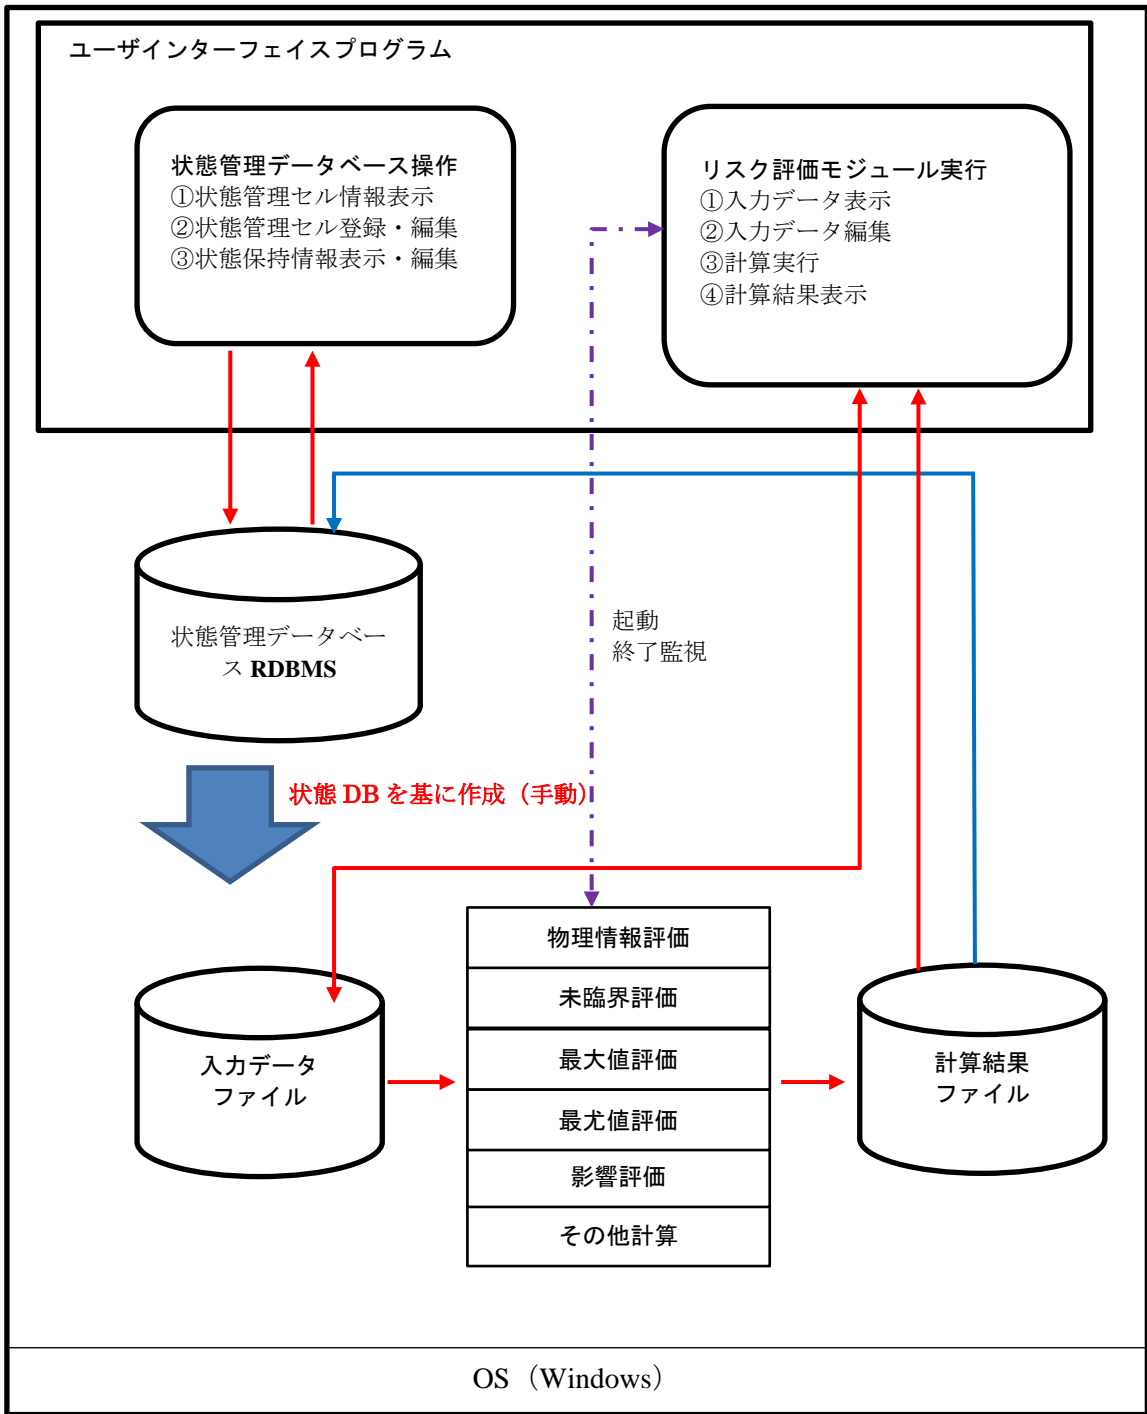 ユーザインターフェイスプログラム
状態管理データベース操作
①状態管理セル情報表示
②状態管理セル登録・編集
③状態保持情報表示・編集
リスク評価モジュール実行
①入力データ表示
②入力データ編集
③計算実行
④計算結果表示
状態管理データベー
ス RDBMS
起動
終了監視
状態 DB を基に作成（手動）
物理情報評価
未臨界評価
最大値評価
最尤値評価
影響評価
その他計算
入力データ
ファイル
計算結果
ファイル
OS（Windows）